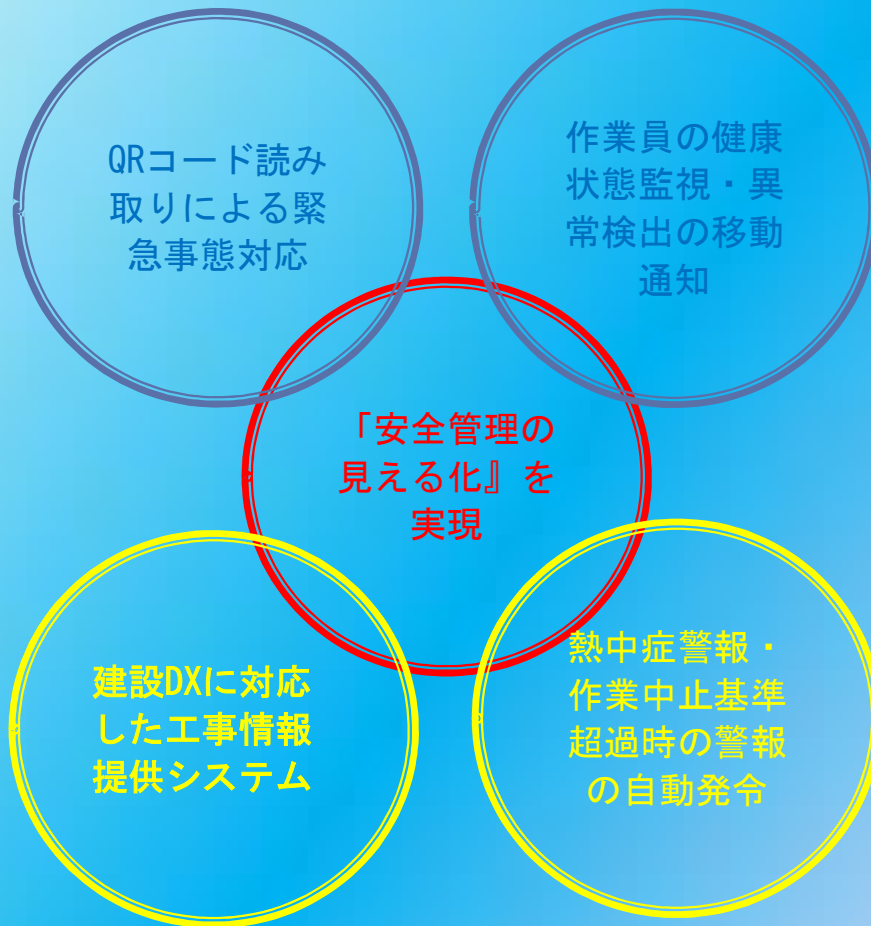 QRコード読み
取りによる緊
急事態対応
作業員の健康
状態監視・異
常検出の移動
通知
「安全管理の
見える化』を
実現
建設DXに対応
した工事情報
提供システム
熱中症警報・
作業中止基準
超過時の警報
の自動発令